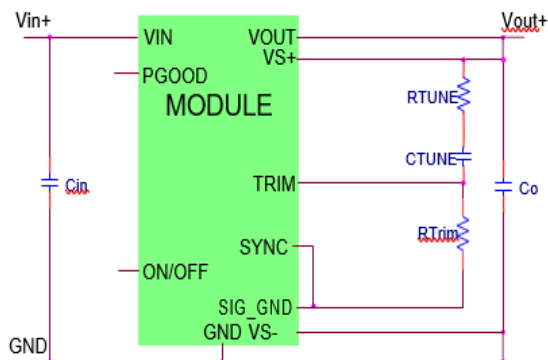 Vin+
Vout+
VIN
VOUT
VS+
PGOOD
RTUNE
MODULE
CTUNE
Cin
TRIM
Co
RTrim
SYNC
ON/OFF
SIG_GND
GND
GND VS-